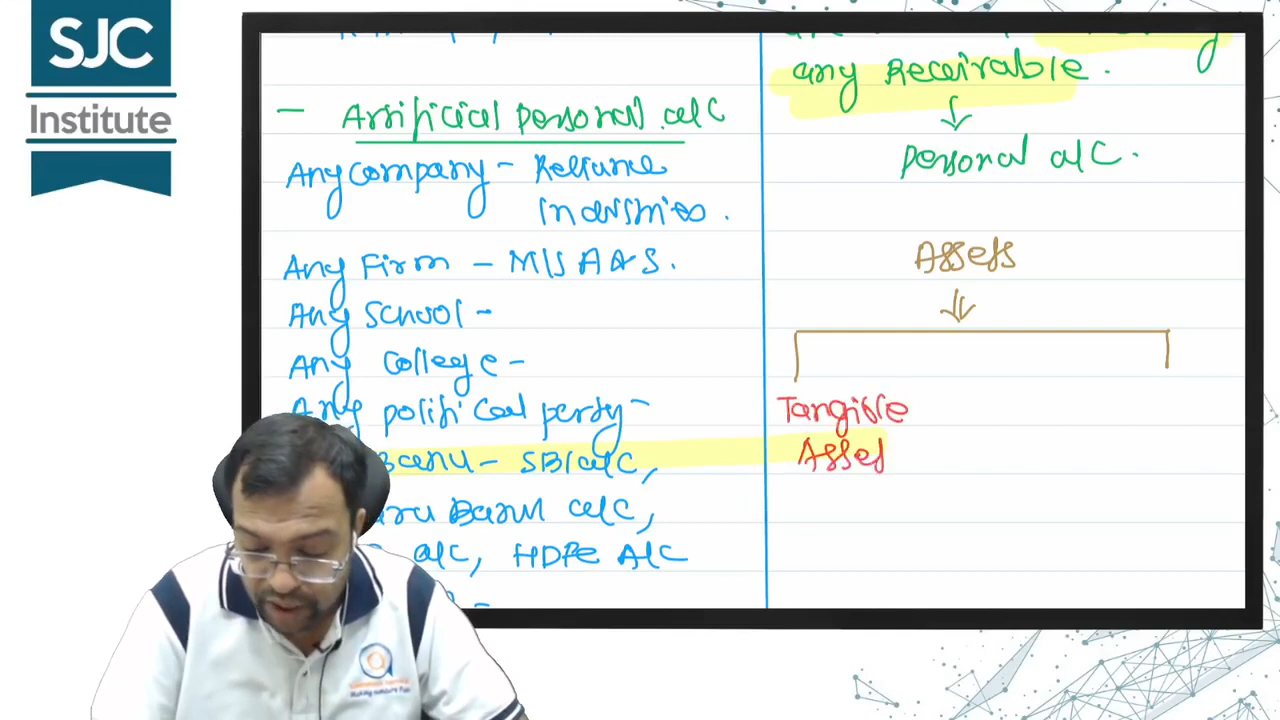 SJC
Institute
- Artificial personal a/c
Any company - Reliance
industries.
Any Firm - M/S A & S.
Any School -
Any College -
Any political party -
Bank - SBI a/c,
Bank a/c,
a/c, HDFC A/C
any Receivable.
personal a/c.
Assets
Tangible
Asset